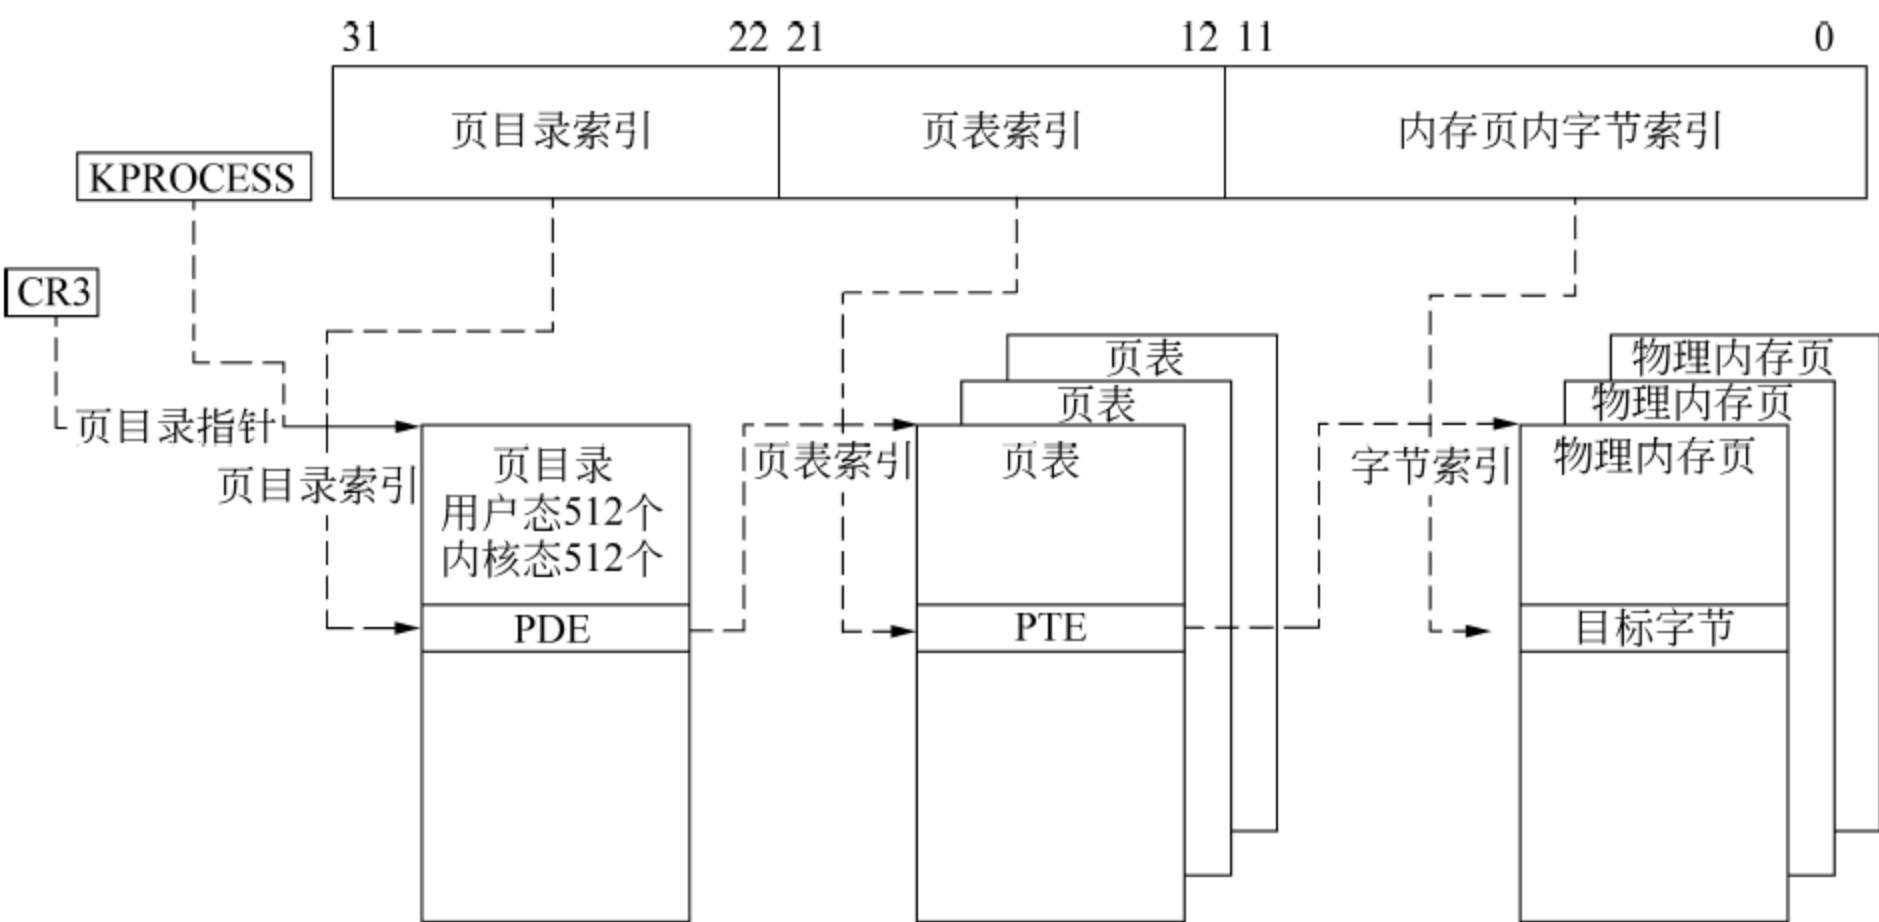 31 22 21 12 11 0
页目录索引 页表索引 内存页内字节索引
KPROCESS
CR3
页表 物理内存页
页表 物理内存页
页目录指针
页目录索引 页目录 页表索引 页表 字节索引 物理内存页
用户态512个
内核态512个
PDE PTE 目标字节